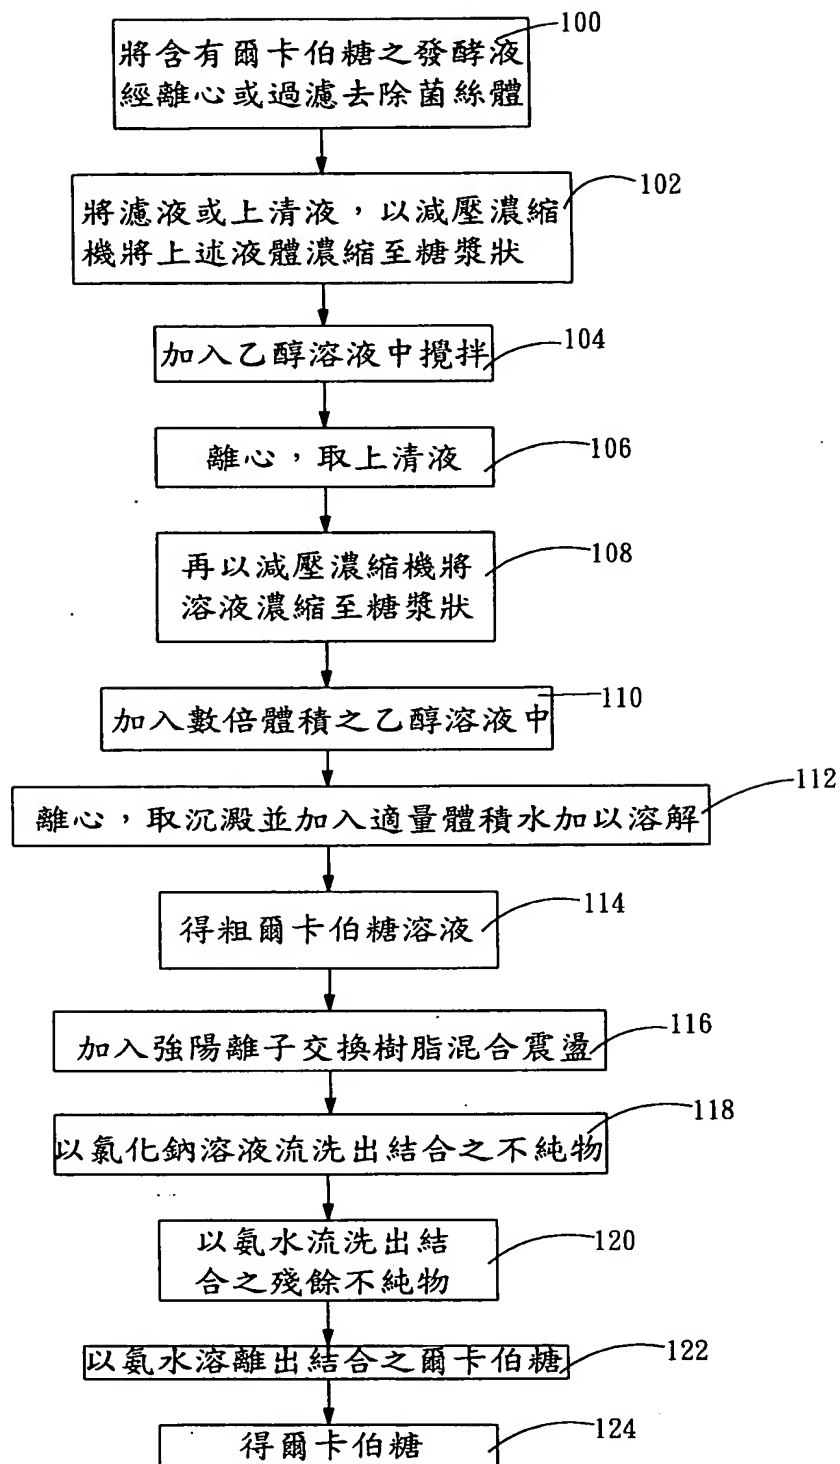 100
將含有爾卡伯糖之發酵液
經離心或過濾去除菌絲體
102
將濾液或上清液，以減壓濃縮
機將上述液體濃縮至糖漿狀
加入乙醇溶液中攪拌
104
離心，取上清液
106
再以減壓濃縮機將
溶液濃縮至糖漿狀
108
加入數倍體積之乙醇溶液中
110
離心，取沉澱並加入適量體積水加以溶解
112
得粗爾卡伯糖溶液
114
加入強陽離子交換樹脂混合震盪
116
以氯化鈉溶液流洗出結合之不純物
118
以氨水流洗出結
合之殘餘不純物
120
以氨水溶離出結合之爾卡伯糖
122
得爾卡伯糖
124